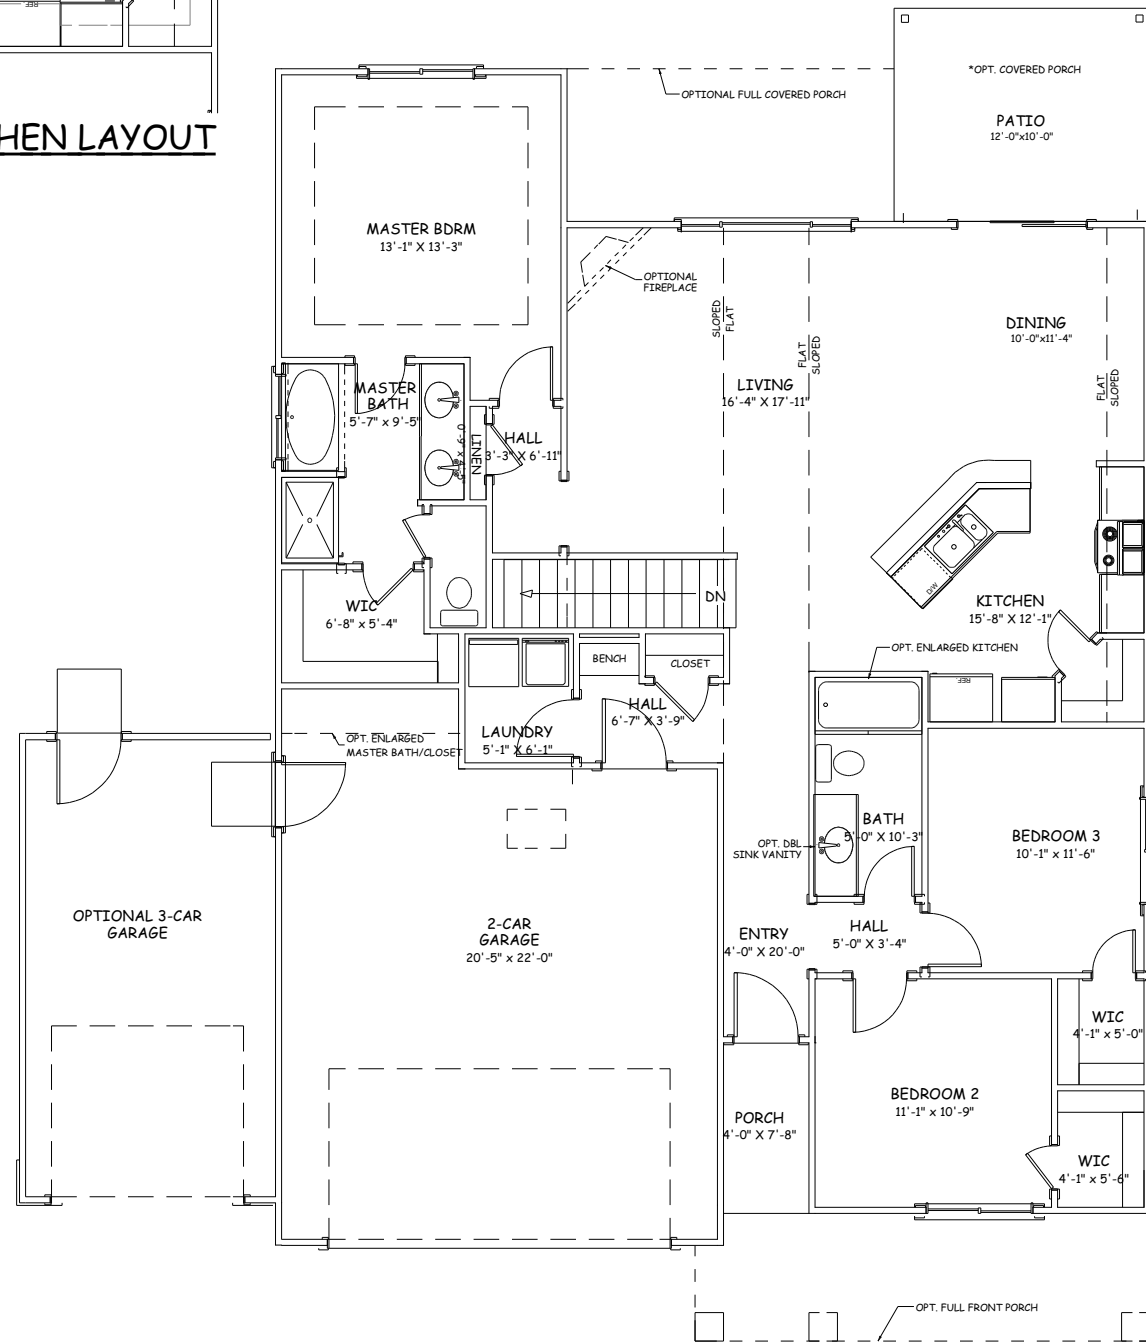 REF.
HEN LAYOUT
*OPT. COVERED PORCH
OPTIONAL FULL COVERED PORCH
PATIO
12'-0"x10'-0"
MASTER BDRM
13'-1" X 13'-3"
OPTIONAL
FIREPLACE
SLOPED
FLAT
FLAT
SLOPED
DINING
10'-0"x11'-4"
FLAT
SLOPED
LIVING
16'-4" X 17'-11"
MASTER
BATH
5'-7" x 9'-5"
LINEN
HALL
3'-3" X 6'-11"
D/W
DN
WIC
6'-8" x 5'-4"
KITCHEN
15'-8" X 12'-1"
BENCH
CLOSET
OPT. ENLARGED KITCHEN
REF.
HALL
6'-7" X 3'-9"
LAUNDRY
5'-1" X 6'-1"
OPT. ENLARGED
MASTER BATH/CLOSET
BATH
5'-0" X 10'-3"
OPT. DBL
SINK VANITY
BEDROOM 3
10'-1" x 11'-6"
OPTIONAL 3-CAR
GARAGE
2-CAR
GARAGE
20'-5" x 22'-0"
ENTRY
4'-0" X 20'-0"
HALL
5'-0" X 3'-4"
WIC
4'-1" x 5'-0"
BEDROOM 2
11'-1" x 10'-9"
PORCH
4'-0" X 7'-8"
WIC
4'-1" x 5'-6"
OPT. FULL FRONT PORCH